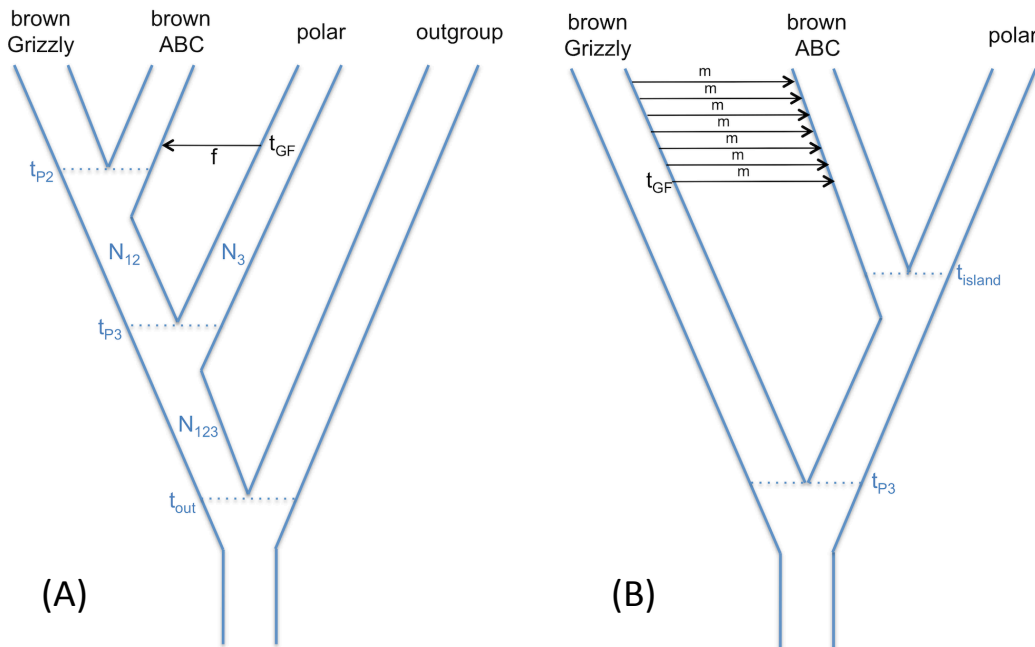 brown
Grizzly
brown
ABC
polar
outgroup
f
t_GF
t_P2
N_12
N_3
t_P3
N_123
t_out
(A)
brown
Grizzly
brown
ABC
polar
m
m
m
m
m
m
m
t_GF
t_island
t_P3
(B)